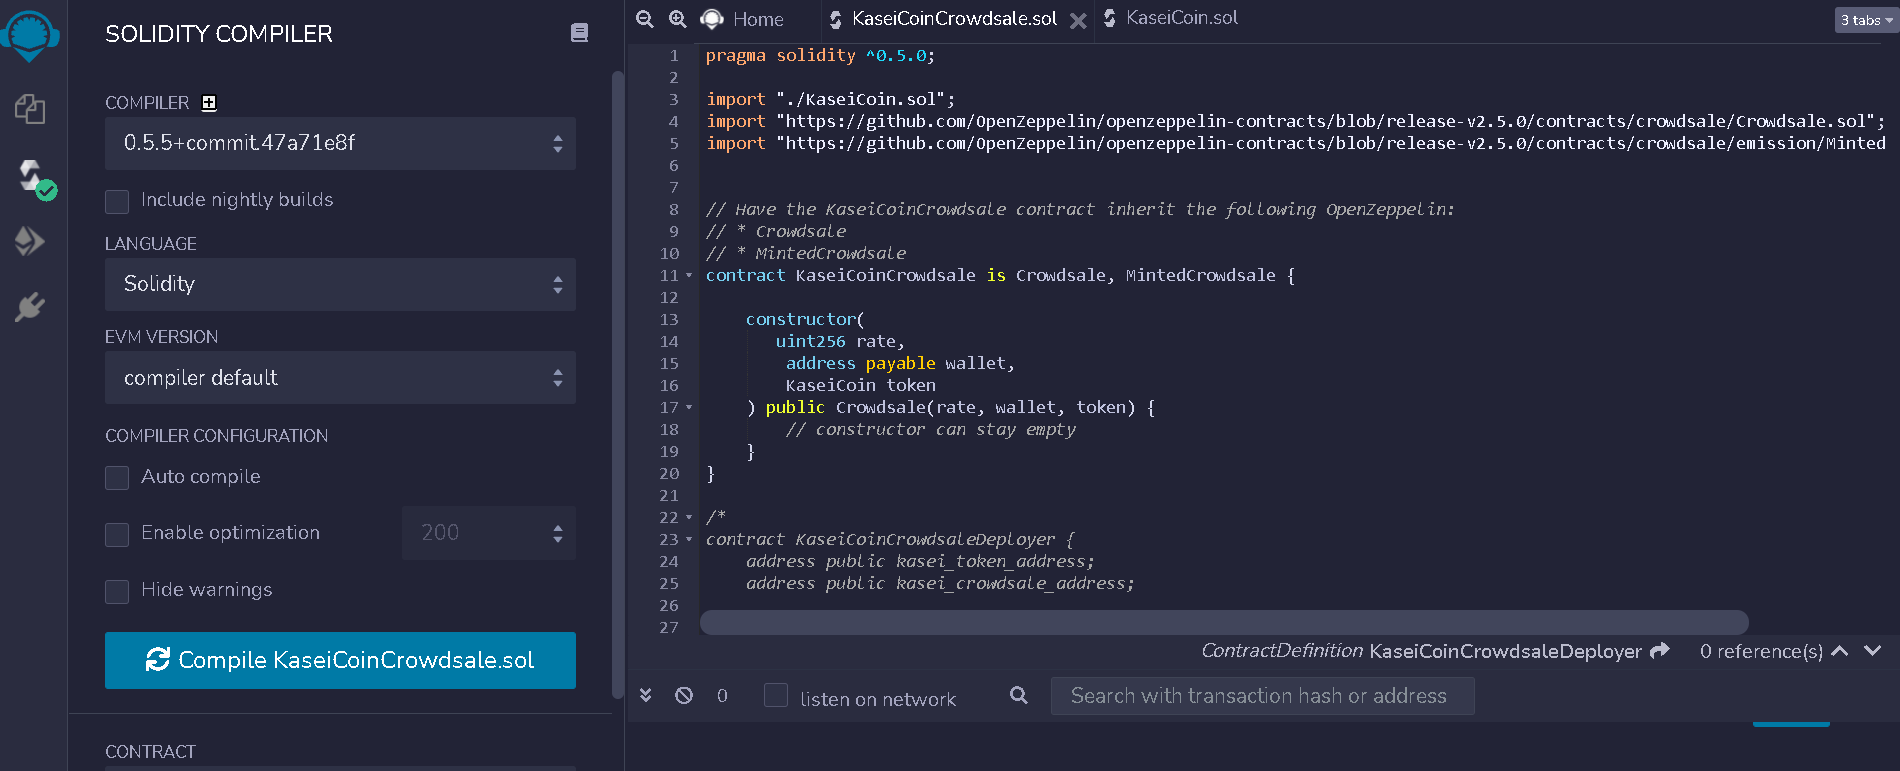 SOLIDITY COMPILER
COMPILER
0.5.5+commit.47a71e8f
Include nightly builds
LANGUAGE
Solidity
EVM VERSION
compiler default
COMPILER CONFIGURATION
Auto compile
Enable optimization
200
Hide warnings
Compile KaseiCoinCrowdsale.sol
CONTRACT
Home
KaseiCoinCrowdsale.sol
KaseiCoin.sol
3 tabs
1 pragma solidity ^0.5.0;
2
3 import "./KaseiCoin.sol";
4 import "https://github.com/OpenZeppelin/openzeppelin-contracts/blob/release-v2.5.0/contracts/crowdsale/Crowdsale.sol";
5 import "https://github.com/OpenZeppelin/openzeppelin-contracts/blob/release-v2.5.0/contracts/crowdsale/emission/Minted
6
7
8 // Have the KaseiCoinCrowdsale contract inherit the following OpenZeppelin:
9 // * Crowdsale
10 // * MintedCrowdsale
11 contract KaseiCoinCrowdsale is Crowdsale, MintedCrowdsale {
12
13 constructor(
14 uint256 rate,
15 address payable wallet,
16 KaseiCoin token
17 ) public Crowdsale(rate, wallet, token) {
18 // constructor can stay empty
19 }
20 }
21
22 /*
23 contract KaseiCoinCrowdsaleDeployer {
24 address public kasei_token_address;
25 address public kasei_crowdsale_address;
26
27
ContractDefinition KaseiCoinCrowdsaleDeployer 0 reference(s)
0 listen on network Search with transaction hash or address